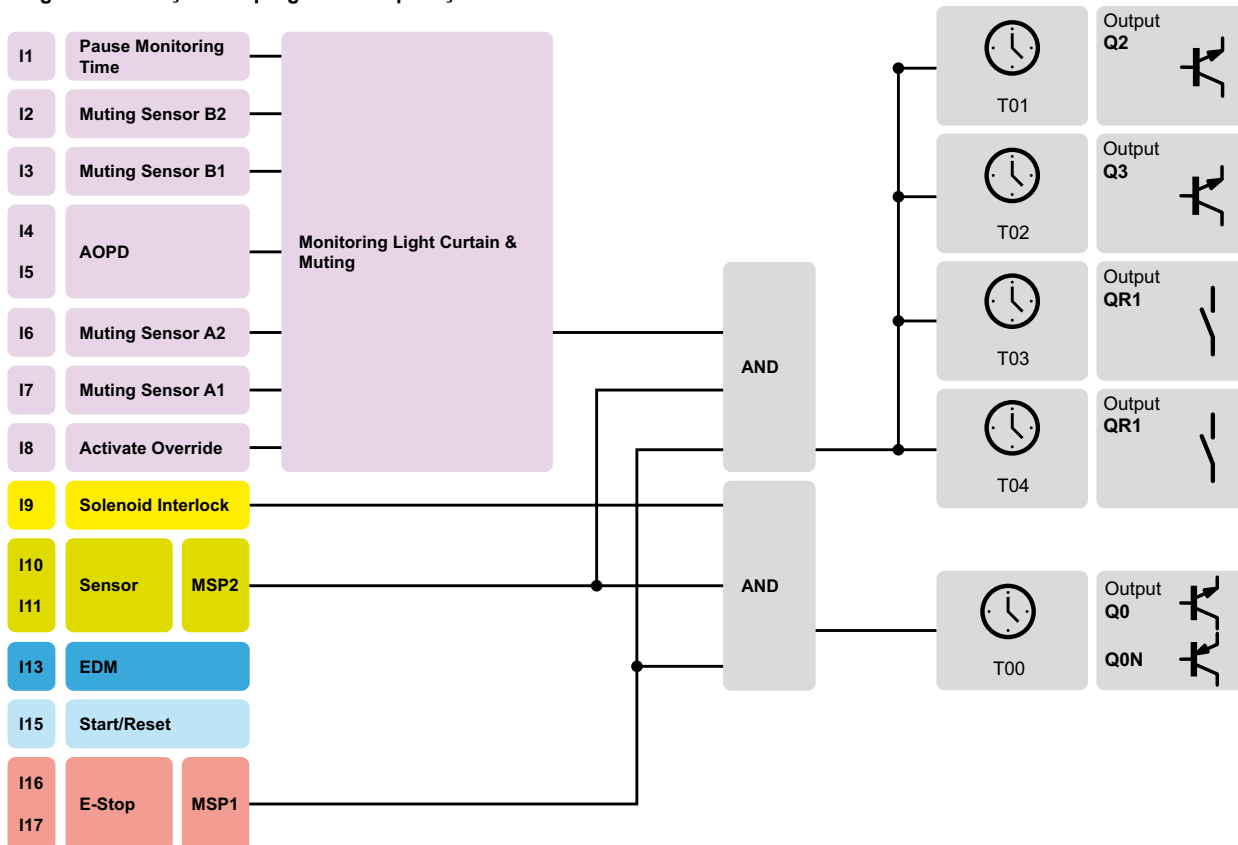 I1
Pause Monitoring
Time
I2
Muting Sensor B2
I3
Muting Sensor B1
I4
I5
AOPD
I6
Muting Sensor A2
I7
Muting Sensor A1
I8
Activate Override
Monitoring Light Curtain &
Muting
I9
Solenoid Interlock
I10
I11
Sensor
MSP2
I13
EDM
I15
Start/Reset
I16
I17
E-Stop
MSP1
AND
AND
T01
Output
Q2
T02
Output
Q3
T03
Output
QR1
T04
Output
QR1
T00
Output
Q0
Q0N